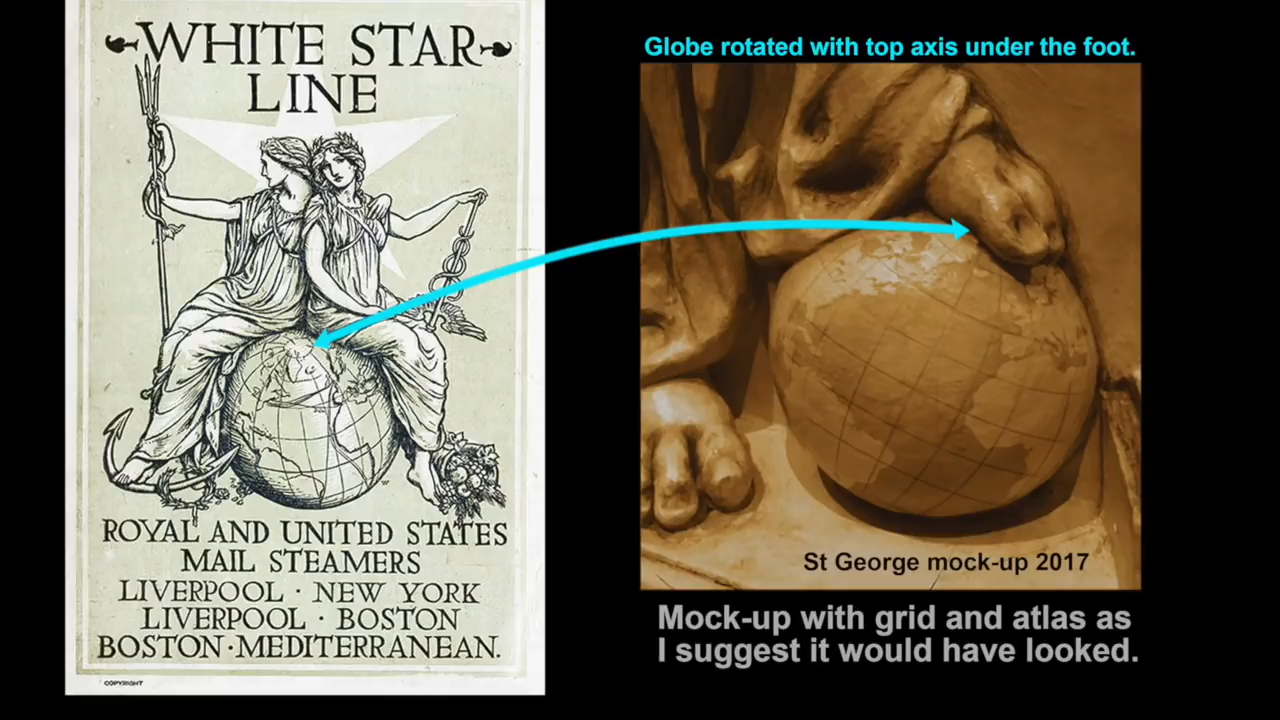 WHITE STAR
LINE
ROYAL AND UNITED STATES
MAIL STEAMERS
LIVERPOOL · NEW YORK
LIVERPOOL · BOSTON
BOSTON · MEDITERRANEAN.
COPYRIGHT
Globe rotated with top axis under the foot.
St George mock-up 2017
Mock-up with grid and atlas as
I suggest it would have looked.